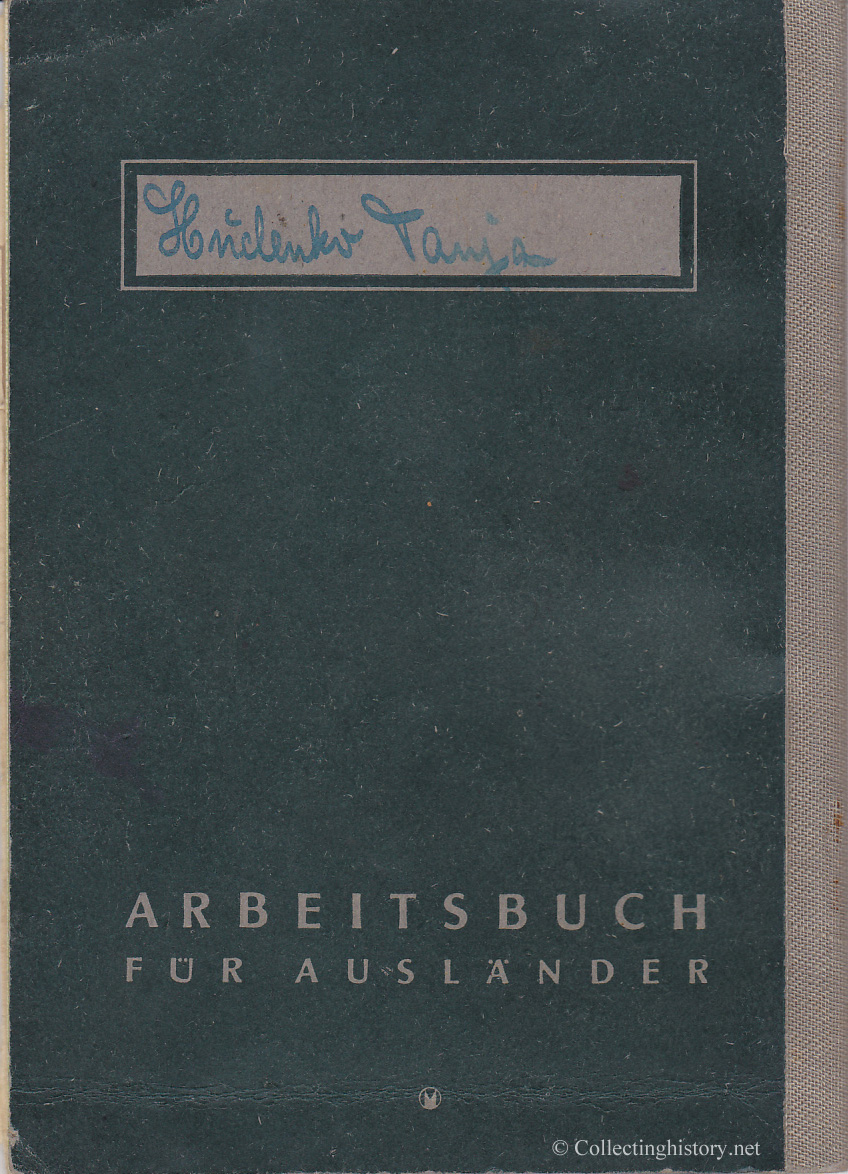 Hudenko Tanja
ARBEITSBUCH
FÜR AUSLÄNDER
© Collectinghistory.net